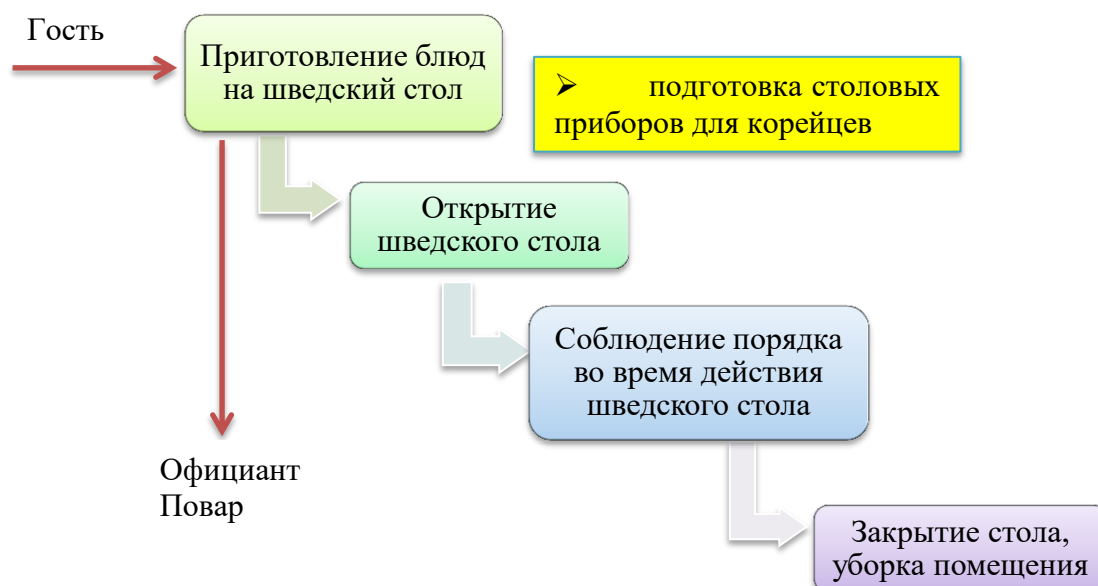 Гость
Приготовление блюд
на шведский стол
➢ подготовка столовых
приборов для корейцев
Открытие
шведского стола
Соблюдение порядка
во время действия
шведского стола
Официант
Повар
Закрытие стола,
уборка помещения